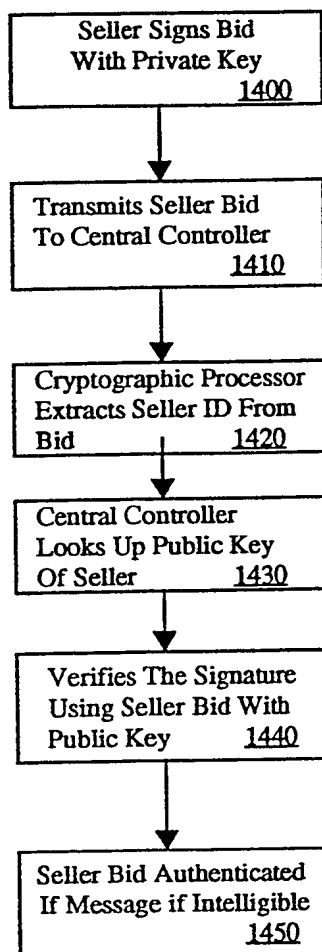 Seller Signs Bid
With Private Key
1400
Transmits Seller Bid
To Central Controller
1410
Cryptographic Processor
Extracts Seller ID From
Bid 1420
Central Controller
Looks Up Public Key
Of Seller 1430
Verifies The Signature
Using Seller Bid With
Public Key 1440
Seller Bid Authenticated
If Message if Intelligible
1450